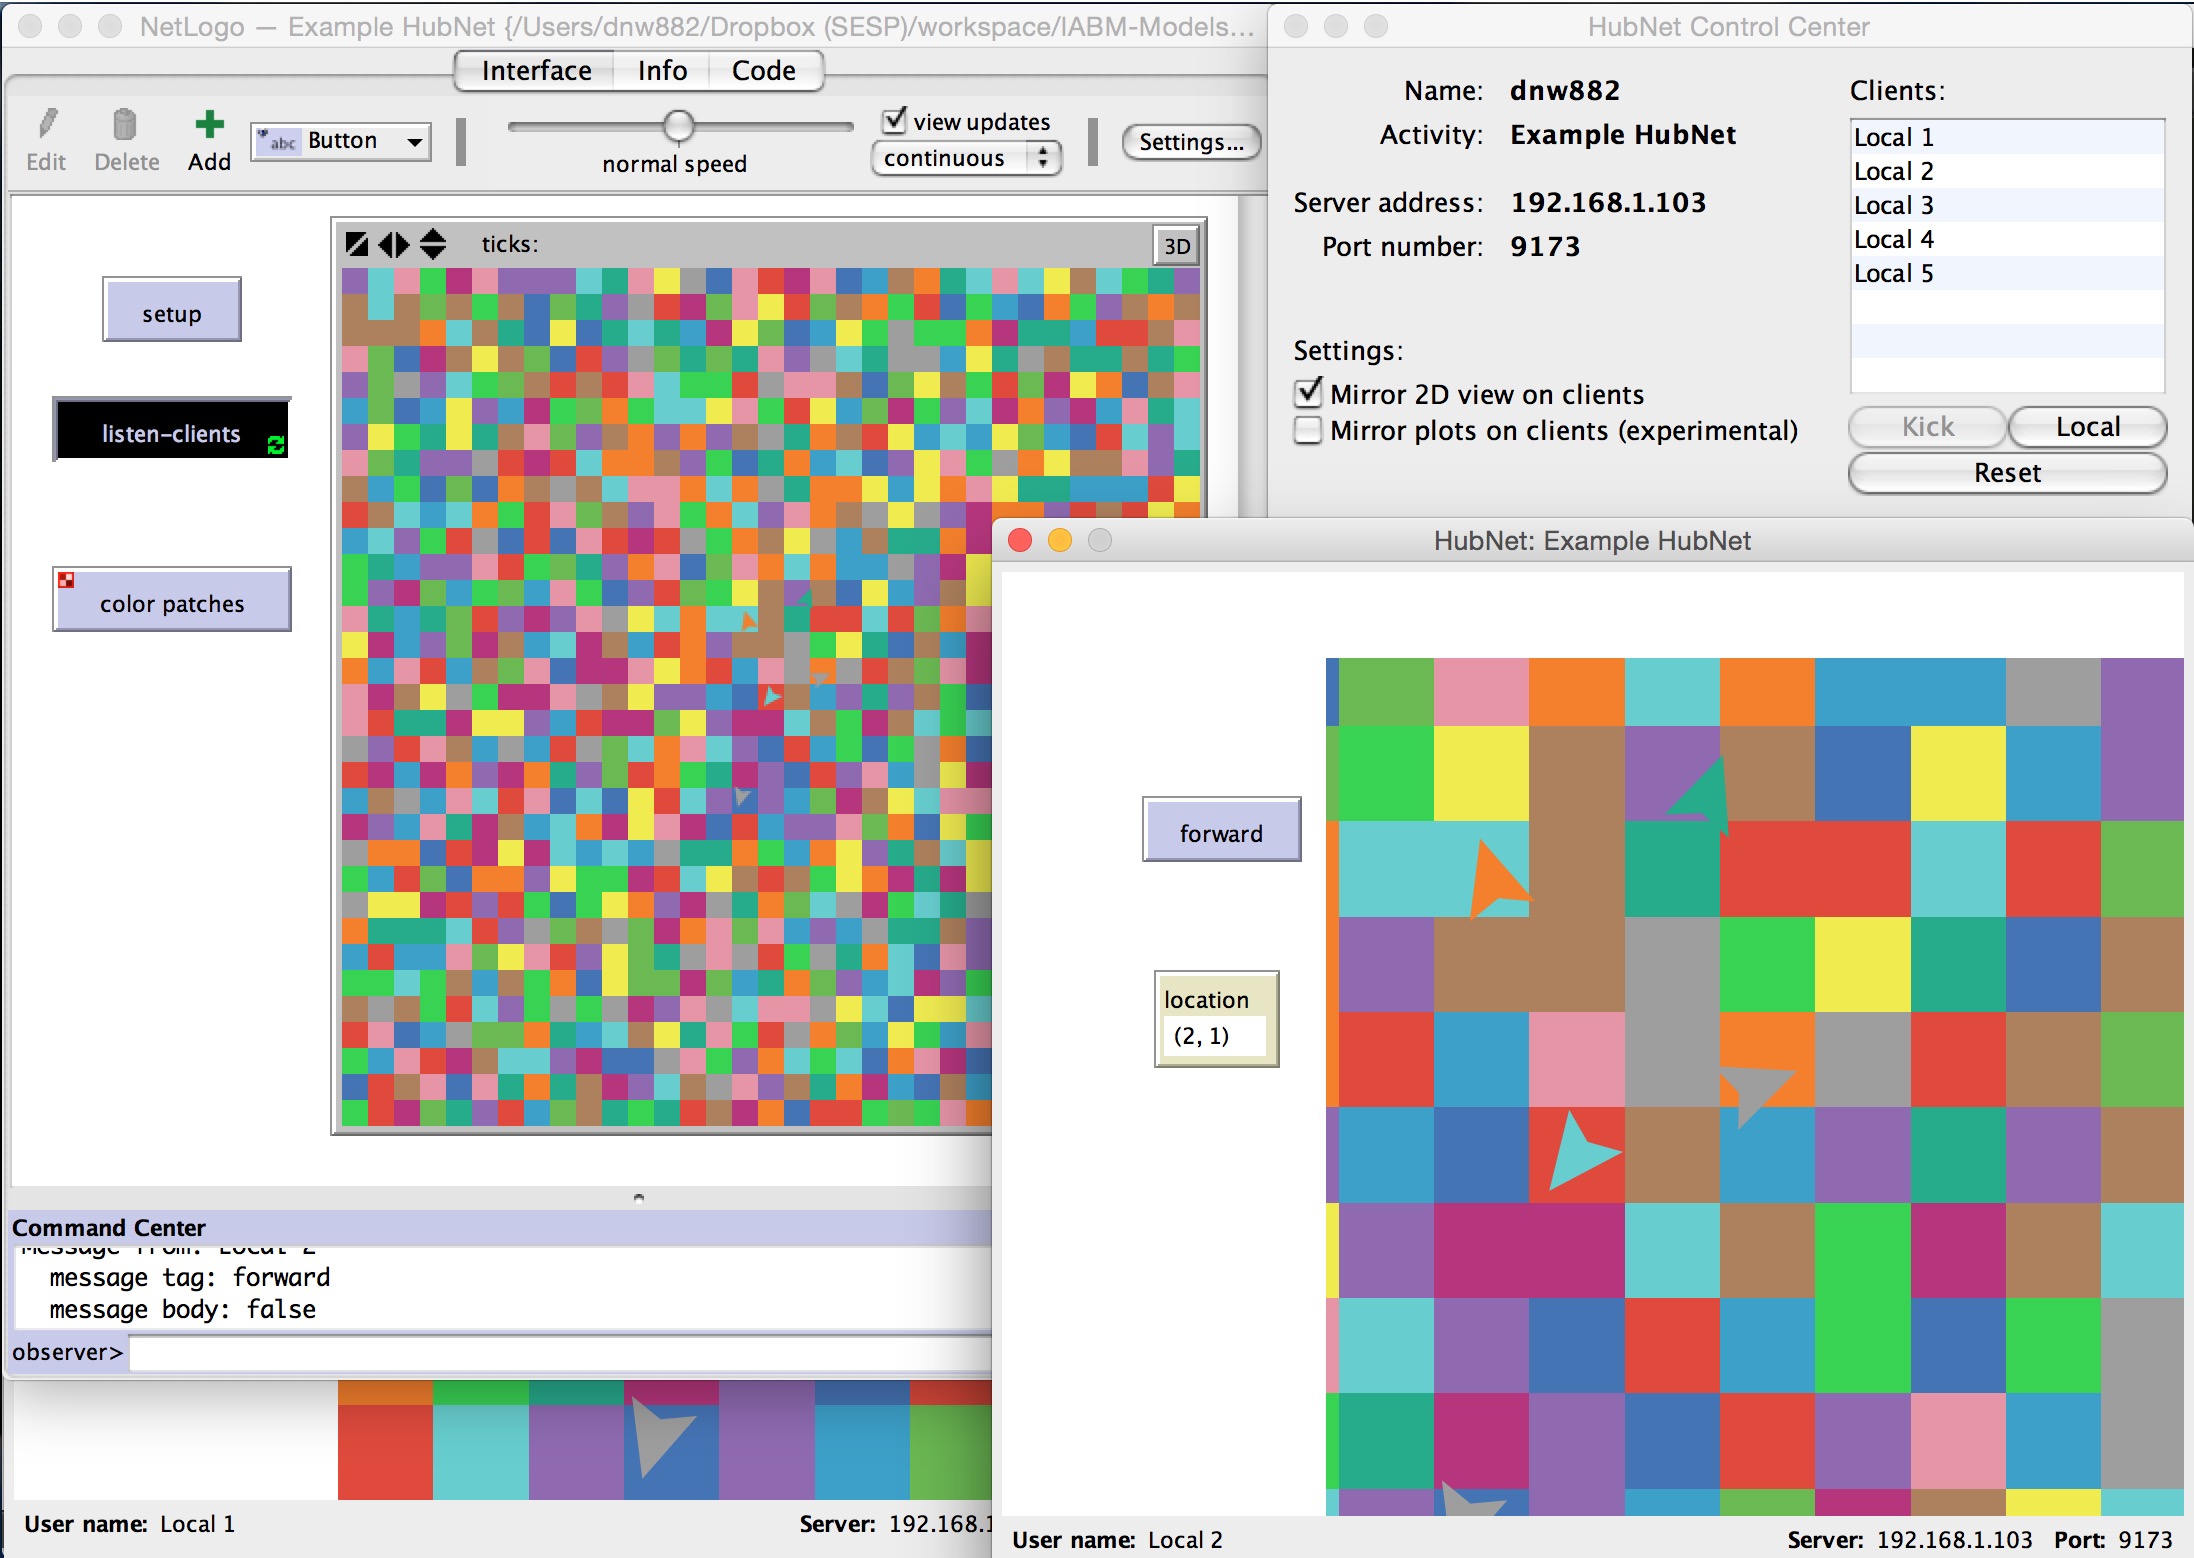 NetLogo — Example HubNet {/Users/dnw882/Dropbox (SESP)/workspace/IABM-Models...
Interface Info Code
Edit Delete Add abc Button
normal speed
view updates
continuous
Settings...
ticks:
3D
setup
listen-clients
color patches
Command Center
Message from: Local 2
message tag: forward
message body: false
observer>
User name: Local 1
Server: 192.168.1
HubNet Control Center
Name: dnw882
Activity: Example HubNet
Server address: 192.168.1.103
Port number: 9173
Settings:
Mirror 2D view on clients
Mirror plots on clients (experimental)
Clients:
Local 1
Local 2
Local 3
Local 4
Local 5
Kick Local
Reset
HubNet: Example HubNet
forward
location
(2, 1)
User name: Local 2
Server: 192.168.1.103 Port: 9173